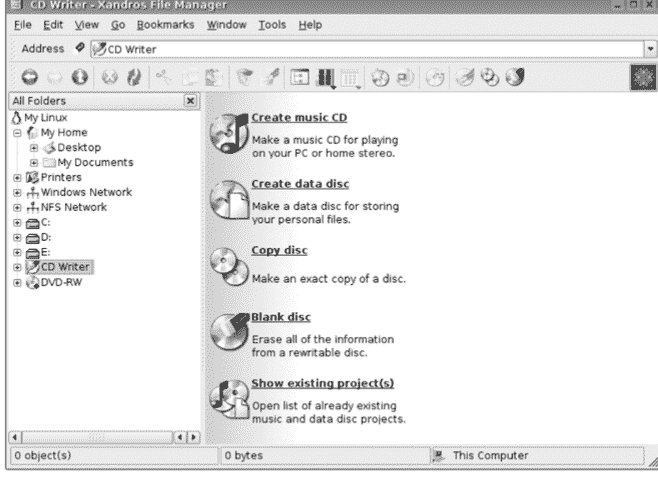 CD Writer - Xandros File Manager
File Edit View Go Bookmarks Window Tools Help
Address CD Writer
All Folders
My Linux
My Home
Desktop
My Documents
Printers
Windows Network
NFS Network
C:
D:
E:
CD Writer
DVD-RW
Create music CD
Make a music CD for playing
on your PC or home stereo.
Create data disc
Make a data disc for storing
your personal files.
Copy disc
Make an exact copy of a disc.
Blank disc
Erase all of the information
from a rewritable disc.
Show existing project(s)
Open list of already existing
music and data disc projects.
0 object(s) 0 bytes This Computer